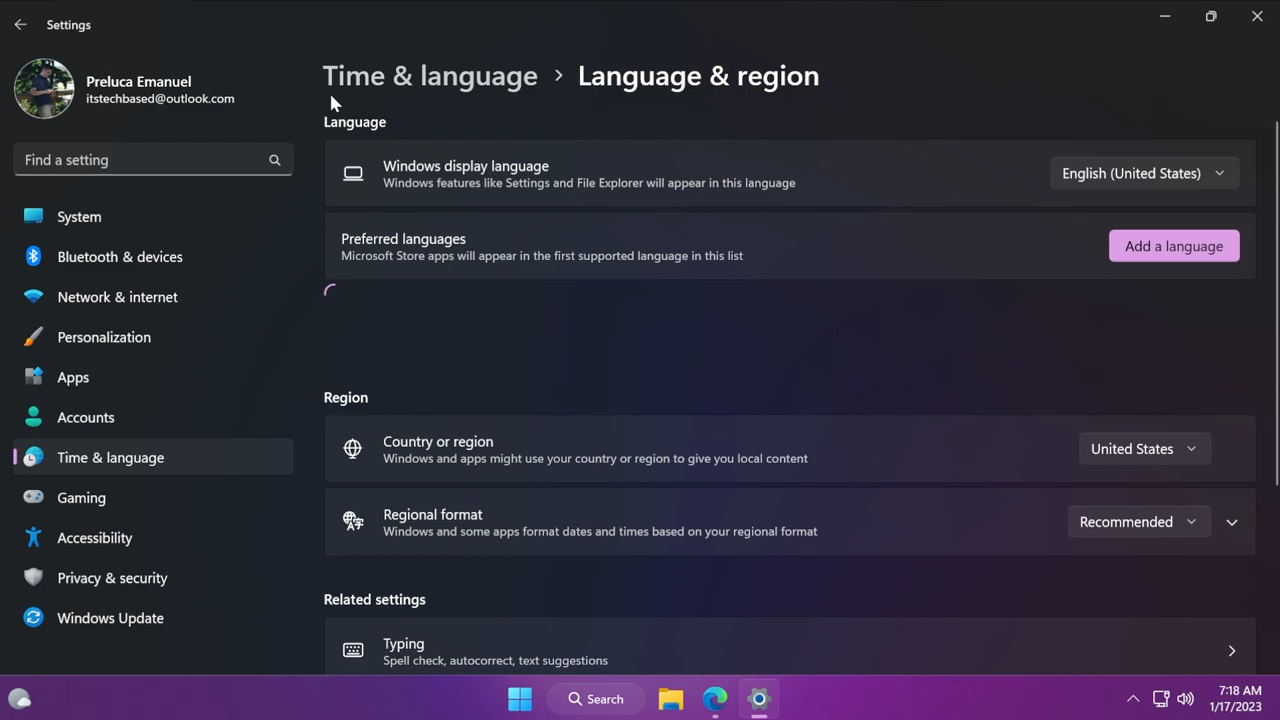 Settings
Preluca Emanuel
itstechbased@outlook.com
Find a setting
System
Bluetooth & devices
Network & internet
Personalization
Apps
Accounts
Time & language
Gaming
Accessibility
Privacy & security
Windows Update
Time & language > Language & region
Language
Windows display language
Windows features like Settings and File Explorer will appear in this language
English (United States)
Preferred languages
Microsoft Store apps will appear in the first supported language in this list
Add a language
Region
Country or region
Windows and apps might use your country or region to give you local content
United States
Regional format
Windows and some apps format dates and times based on your regional format
Recommended
Related settings
Typing
Spell check, autocorrect, text suggestions
Search
7:18 AM
1/17/2023